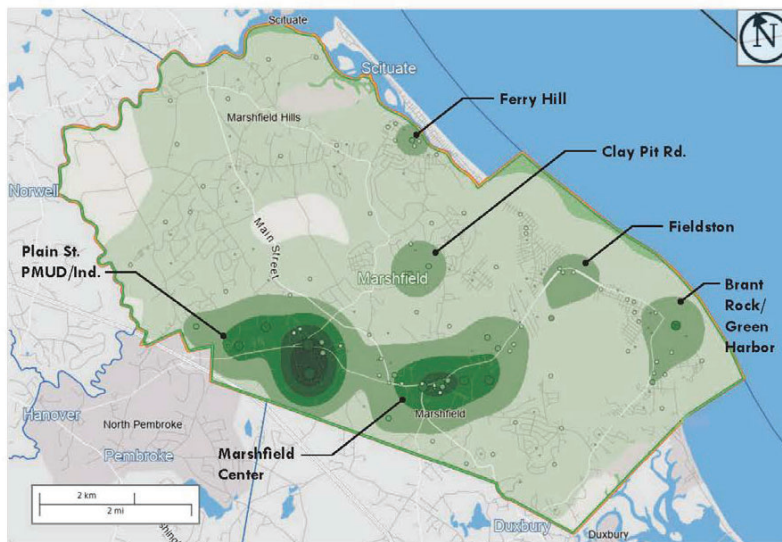 Scituate
N
Scituate
Ferry Hill
Marshfield Hills
Clay Pit Rd.
Norwell
Fieldston
Main Street
Plain St.
PMUD/Ind.
Marshfield
Brant
Rock/
Green
Harbor
Hanover
North Pembroke
Marshfield
Pembroke
Marshfield
Center
2 km
2 mi
Duxbury
Duxbury